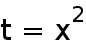 t = x²